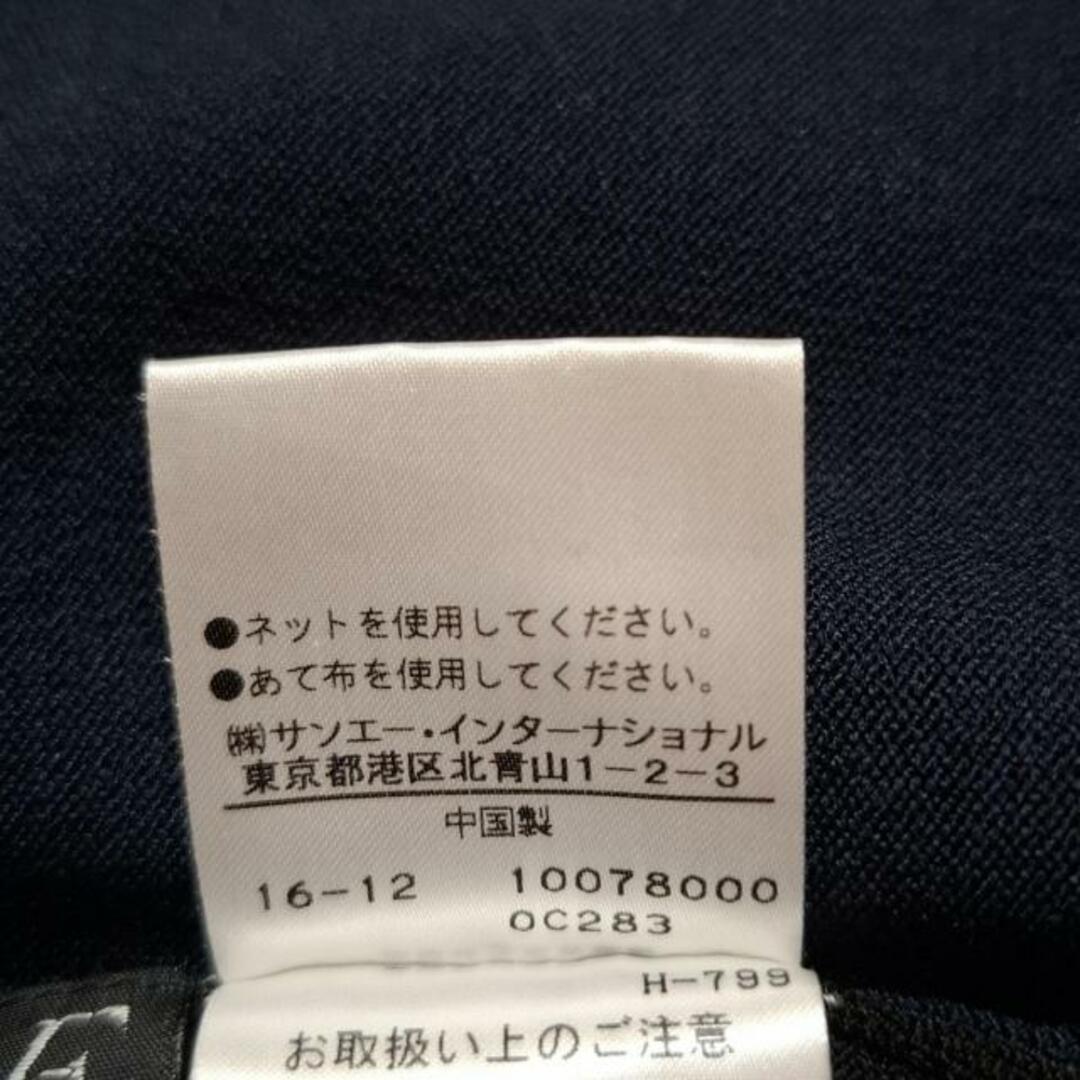 ●ネットを使用してください。
●あて布を使用してください。
㈱サンエー・インターナショナル
東京都港区北青山1-2-3
中国製
16-12 10078000
0C283
H-799
お取扱い上のご注意